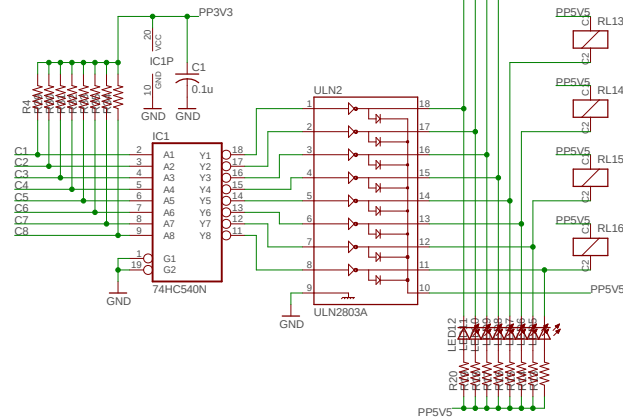 PP3V3
20
VCC
IC1P
GND
10
GND
C1
0.1u
GND
R4
IC1
C1
C2
C3
C4
C5
C6
C7
C8
2
3
4
5
6
7
8
9
1
19
A1
A2
A3
A4
A5
A6
A7
A8
G1
G2
Y1
Y2
Y3
Y4
Y5
Y6
Y7
Y8
18
17
16
15
14
13
12
11
74HC540N
GND
ULN2
1
2
3
4
5
6
7
8
9
18
17
16
15
14
13
12
11
10
ULN2803A
GND
PP5V5
RL13
C2
PP5V5
RL14
C2
PP5V5
RL15
C2
PP5V5
RL16
C2
PP5V5
LED12
R20
PP5V5